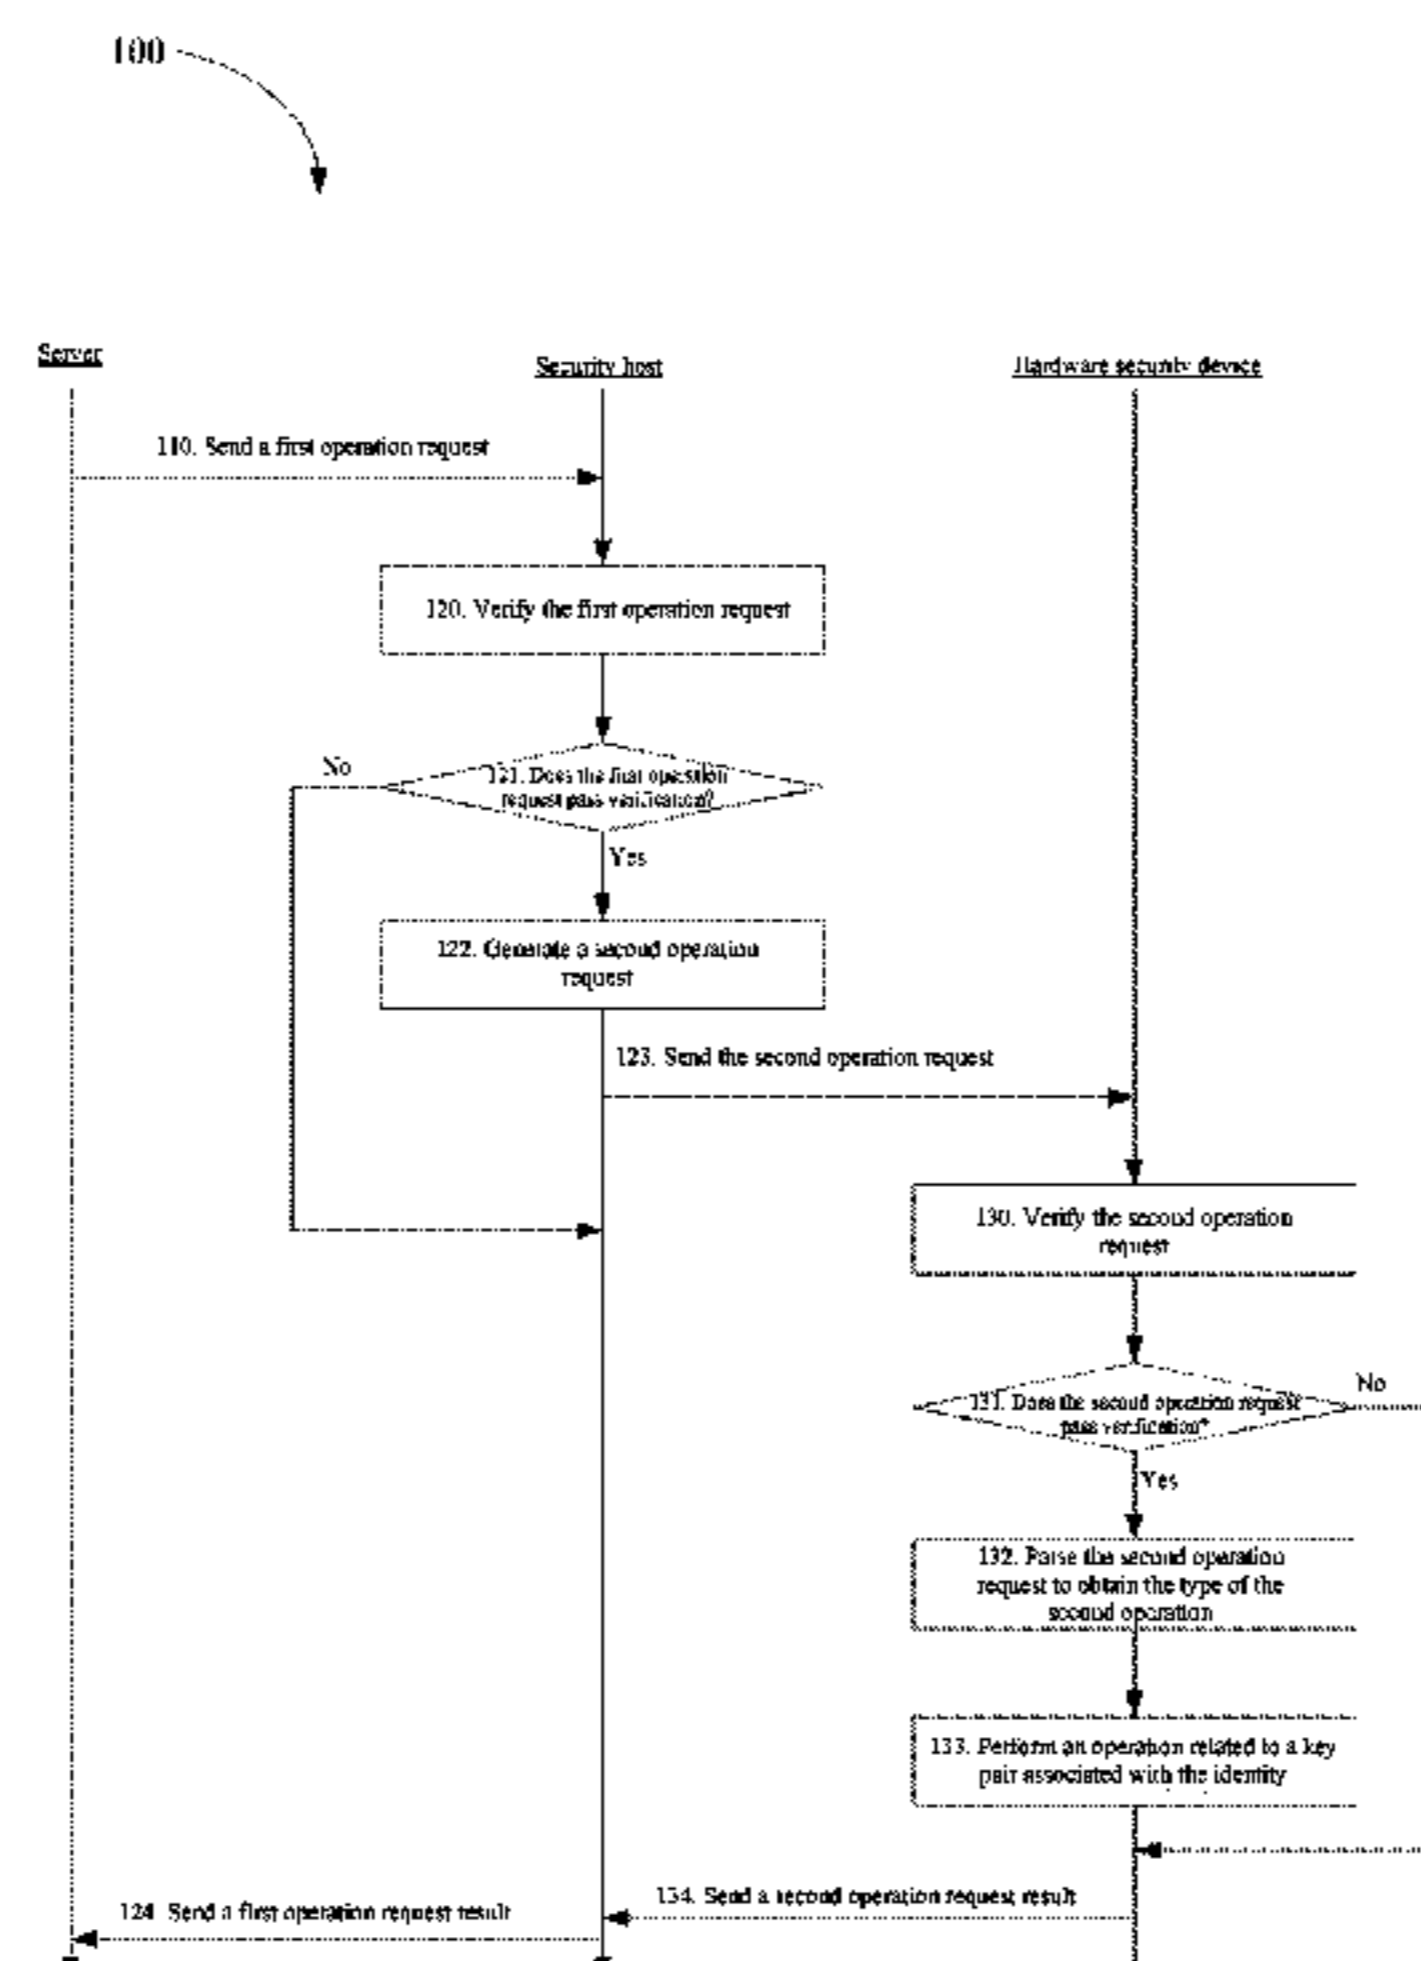 100
Server
Security host
Hardware security device
110. Send a first operation request
120. Verify the first operation request
No
121. Does the first operation
request pass verification?
Yes
122. Generate a second operation
request
123. Send the second operation request
130. Verify the second operation
request
No
131. Does the second operation request
pass verification?
Yes
132. Parse the second operation
request to obtain the type of the
second operation
133. Perform an operation related to a key
pair associated with the identity
134. Send a second operation request result
124. Send a first operation request result